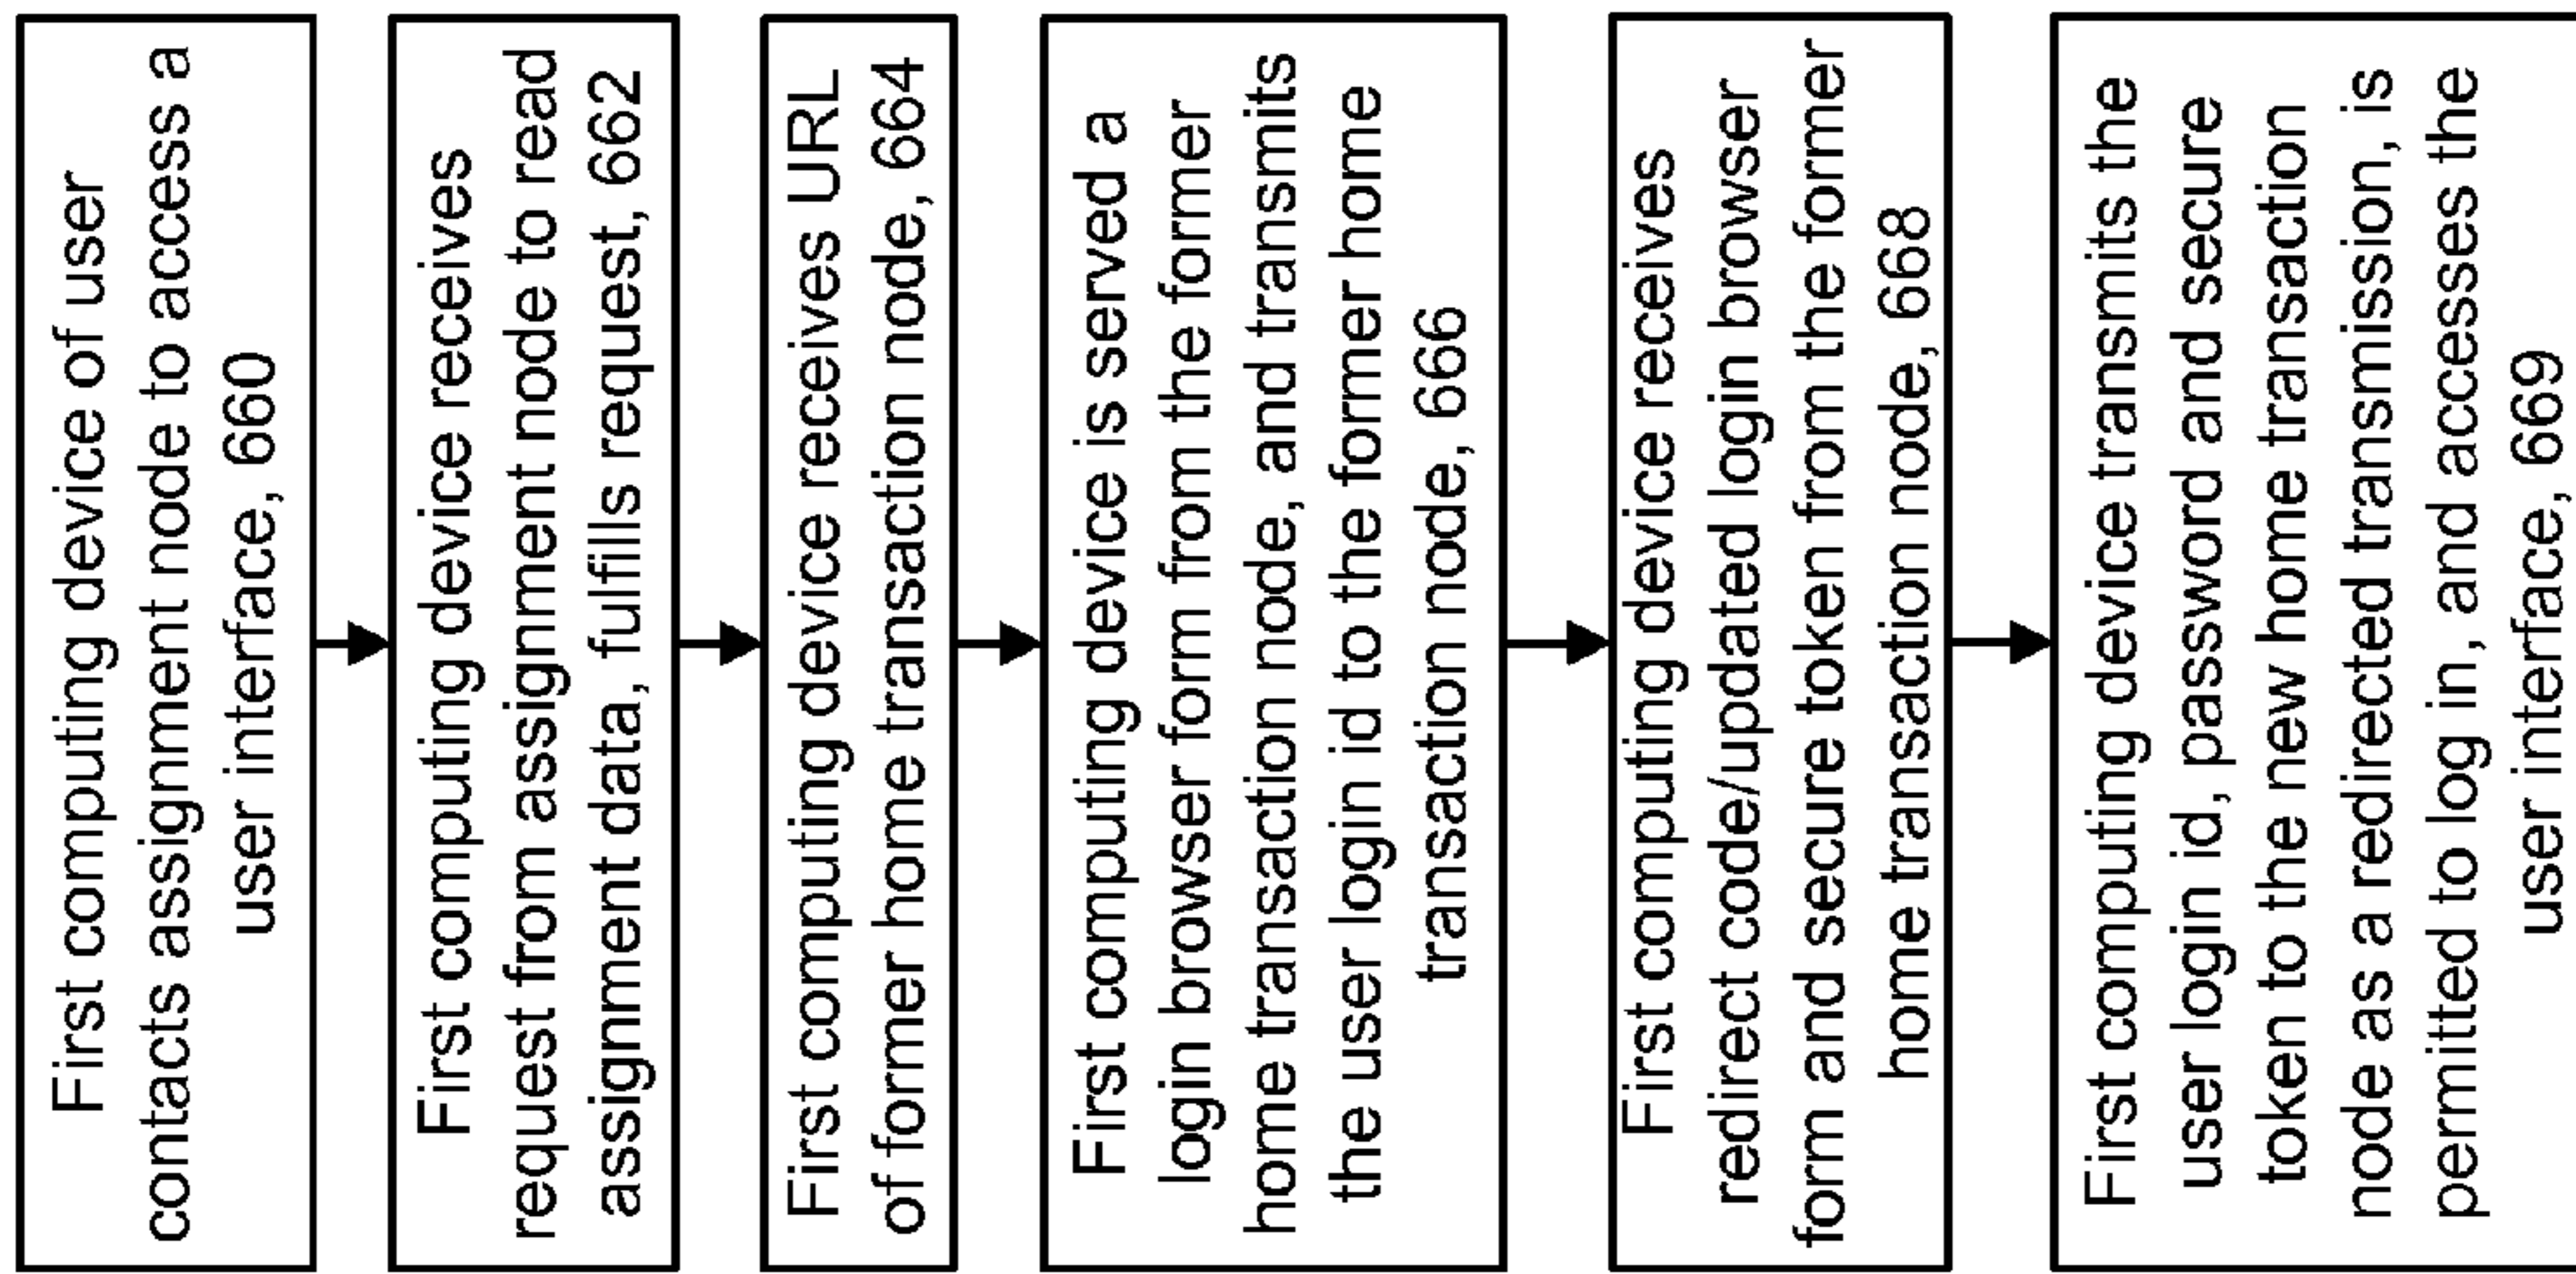 First computing device of user
contacts assignment node to access a
user interface, 660
First computing device receives
request from assignment node to read
assignment data, fulfills request, 662
First computing device receives URL
of former home transaction node, 664
First computing device is served a
login browser form from the former
home transaction node, and transmits
the user login id to the former home
transaction node, 666
First computing device receives
redirect code/updated login browser
form and secure token from the former
home transaction node, 668
First computing device transmits the
user login id, password and secure
token to the new home transaction
node as a redirected transmission, is
permitted to log in, and accesses the
user interface, 669